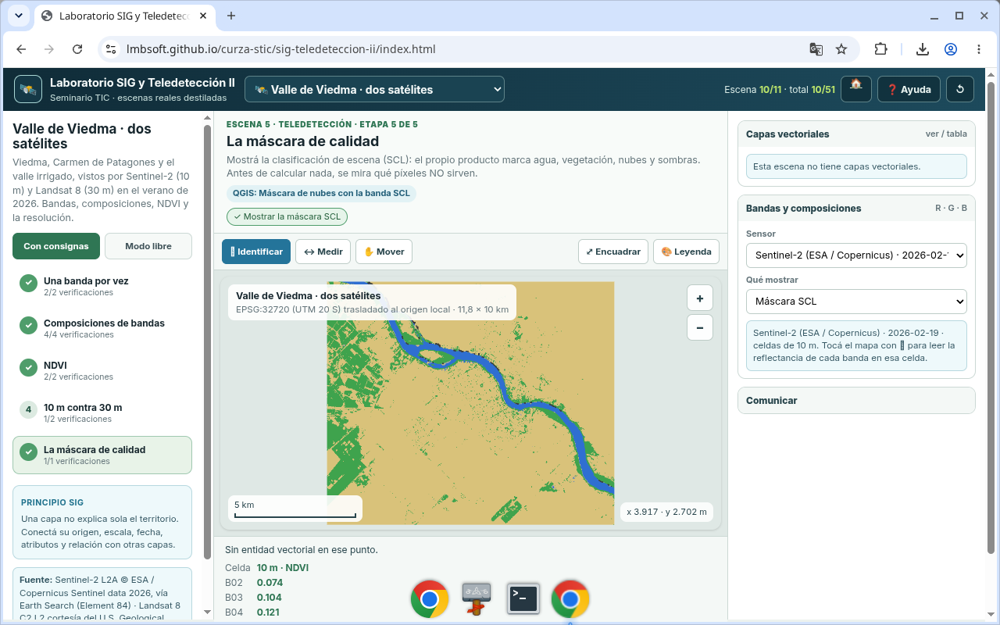 Laboratorio SIG y Teledetecc
lmbsoft.github.io/curza-stic/sig-teledeteccion-ii/index.html
Laboratorio SIG y Teledetección II
Seminario TIC · escenas reales destiladas
Valle de Viedma · dos satélites
Escena 10/11 · total 10/51
❓ Ayuda
Valle de Viedma · dos
satélites
Viedma, Carmen de Patagones y el
valle irrigado, vistos por Sentinel-2 (10
m) y Landsat 8 (30 m) en el verano de
2026. Bandas, composiciones, NDVI y
la resolución.
Con consignas
Modo libre
Una banda por vez
2/2 verificaciones
Composiciones de bandas
4/4 verificaciones
NDVI
2/2 verificaciones
4
10 m contra 30 m
1/2 verificaciones
La máscara de calidad
1/1 verificaciones
PRINCIPIO SIG
Una capa no explica sola el territorio.
Conectá su origen, escala, fecha,
atributos y relación con otras capas.
Fuente: Sentinel-2 L2A © ESA /
Copernicus Sentinel data 2026, vía
Earth Search (Element 84) · Landsat 8
C2 L2 cortesía del U.S. Geological
ESCENA 5 · TELEDETECCIÓN · ETAPA 5 DE 5
La máscara de calidad
Mostrá la clasificación de escena (SCL): el propio producto marca agua, vegetación, nubes y sombras.
Antes de calcular nada, se mira qué píxeles NO sirven.
QGIS: Máscara de nubes con la banda SCL
✓ Mostrar la máscara SCL
Identificar
↔ Medir
✋ Mover
⤢ Encuadrar
🎨 Leyenda
Valle de Viedma · dos satélites
EPSG:32720 (UTM 20 S) trasladado al origen local · 11,8 × 10 km
+
−
5 km
x 3.917 · y 2.702 m
Sin entidad vectorial en ese punto.
Celda 10 m · NDVI
B02 0.074
B03 0.104
B04 0.121
Capas vectoriales
ver / tabla
Esta escena no tiene capas vectoriales.
Bandas y composiciones
R · G · B
Sensor
Sentinel-2 (ESA / Copernicus) · 2026-02-
Qué mostrar
Máscara SCL
Sentinel-2 (ESA / Copernicus) · 2026-02-19 ·
celdas de 10 m. Tocá el mapa con para leer la
reflectancia de cada banda en esa celda.
Comunicar